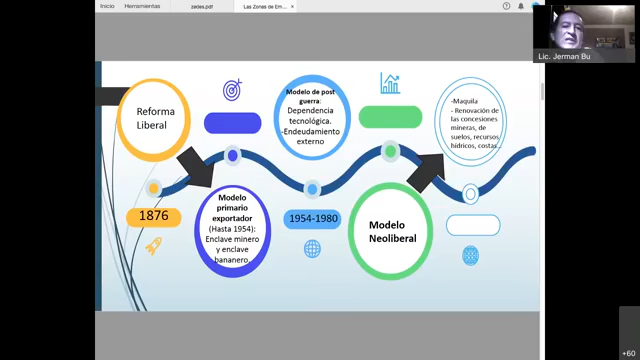 Inicio
Herramientas
zedes.pdf
Las Zonas de Em...
Lic. Jerman Bu
Reforma
Liberal
1876
Modelo
primario
exportador
(Hasta 1954):
Enclave minero
y enclave
bananero.
Modelo de post
guerra:
Dependencia
tecnológica.
-Endeudamiento
externo
1954-1980
Modelo
Neoliberal
-Maquila
- Renovación de
las concesiones
mineras, de
suelos, recursos
hídricos, costas...
+60